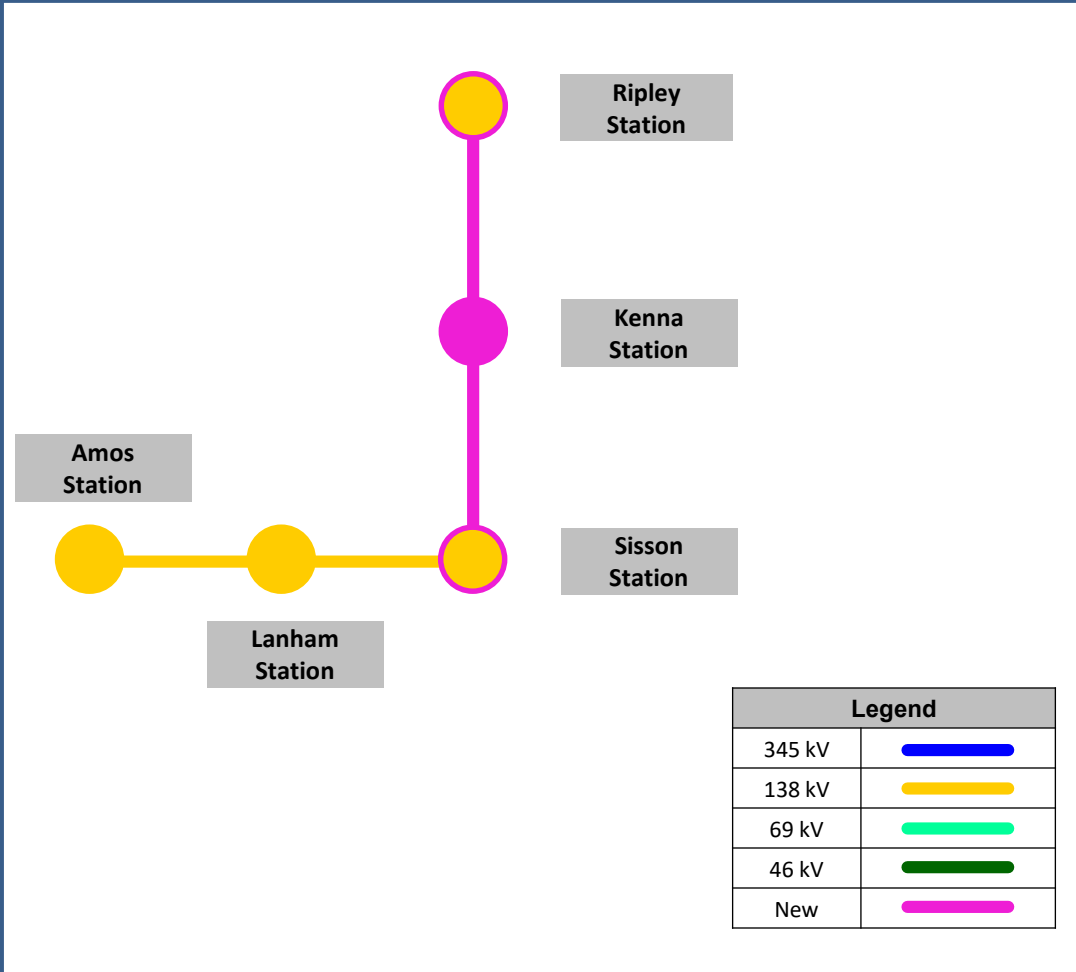 Ripley
Station
Kenna
Station
Amos
Station
Sisson
Station
Lanham
Station
Legend
345 kV
138 kV
69 kV
46 kV
New